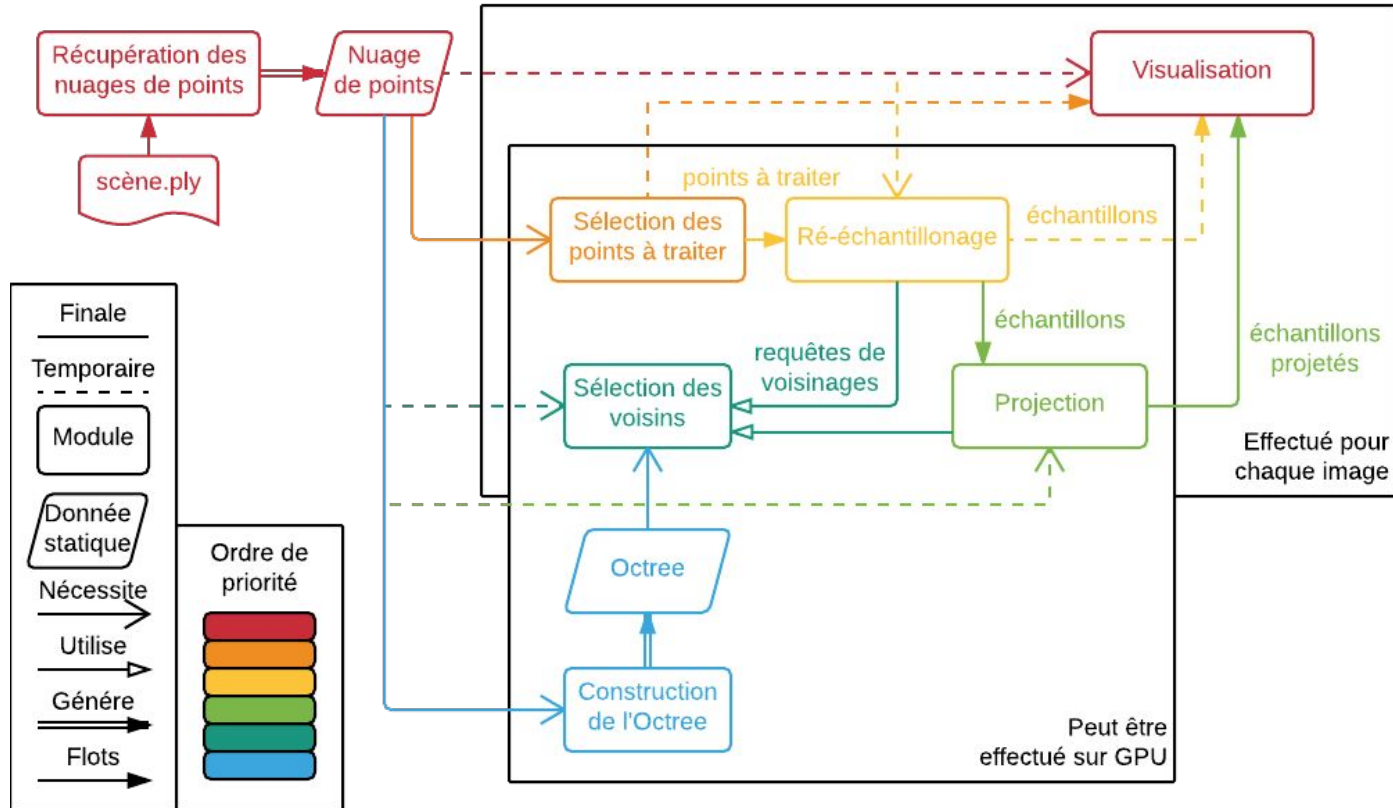 Récupération des
nuages de points
Nuage
de points
Visualisation
scène.ply
points à traiter
Sélection des
points à traiter
Ré-échantillonage
échantillons
échantillons
requêtes de
voisinages
échantillons
projetés
Sélection des
voisins
Projection
Effectué pour
chaque image
Octree
Construction
de l'Octree
Peut être
effectué sur GPU
Finale
Temporaire
Module
Donnée
statique
Nécessite
Utilise
Génére
Flots
Ordre de
priorité